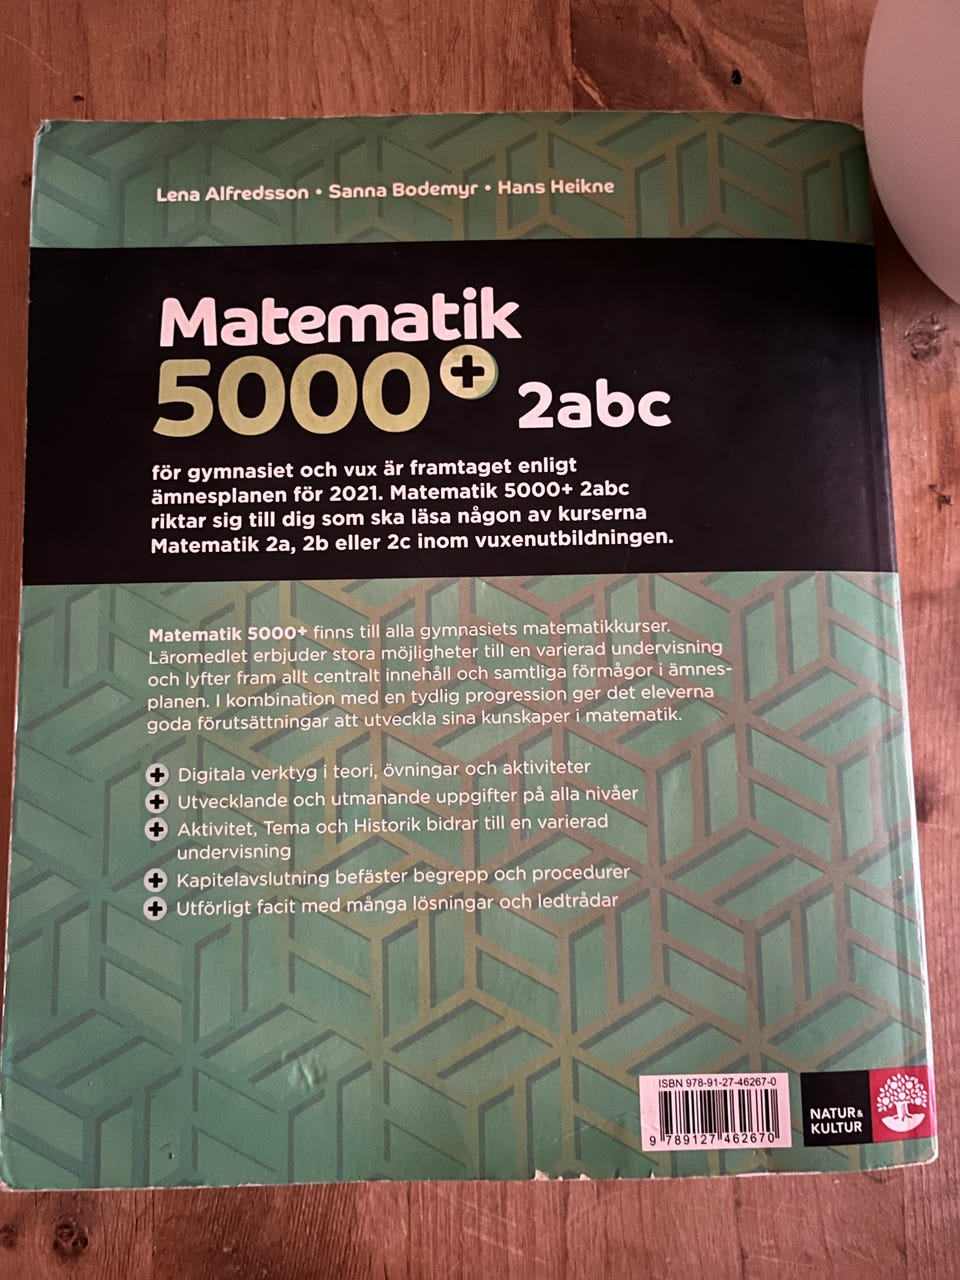 Lena Alfredsson • Sanna Bodemyr • Hans Heikne
Matematik
5000+ 2abc
för gymnasiet och vux är framtaget enligt
ämnesplanen för 2021. Matematik 5000+ 2abc
riktar sig till dig som ska läsa någon av kurserna
Matematik 2a, 2b eller 2c inom vuxenutbildningen.
Matematik 5000+ finns till alla gymnasiets matematikkurser.
Läromedlet erbjuder stora möjligheter till en varierad undervisning
och lyfter fram allt centralt innehåll och samtliga förmågor i ämnes-
planen. I kombination med en tydlig progression ger det eleverna
goda förutsättningar att utveckla sina kunskaper i matematik.
+ Digitala verktyg i teori, övningar och aktiviteter
+ Utvecklande och utmanande uppgifter på alla nivåer
+ Aktivitet, Tema och Historik bidrar till en varierad
undervisning
+ Kapitelavslutning befäster begrepp och procedurer
+ Utförligt facit med många lösningar och ledtrådar
ISBN 978-91-27-46267-0
9 789127 462670
NATUR &
KULTUR